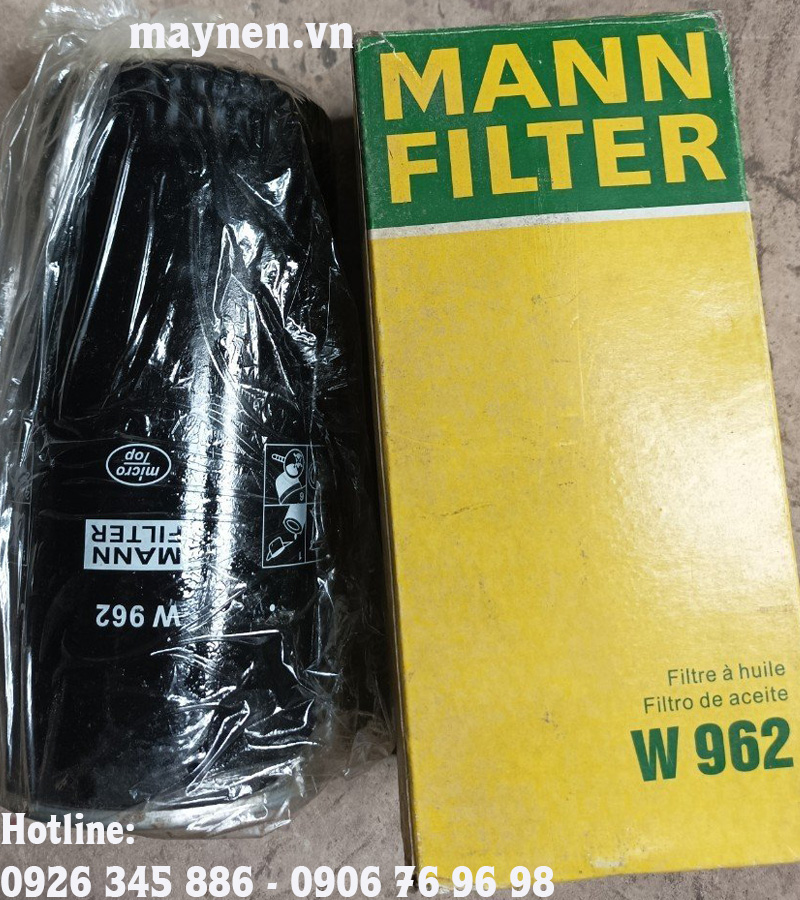 maynen.vn
MANN
FILTER
micro
Top
MANN
FILTER
W 962
Filtre à huile
Filtro de aceite
W 962
Hotline:
0926 345 886 - 0906 76 96 98